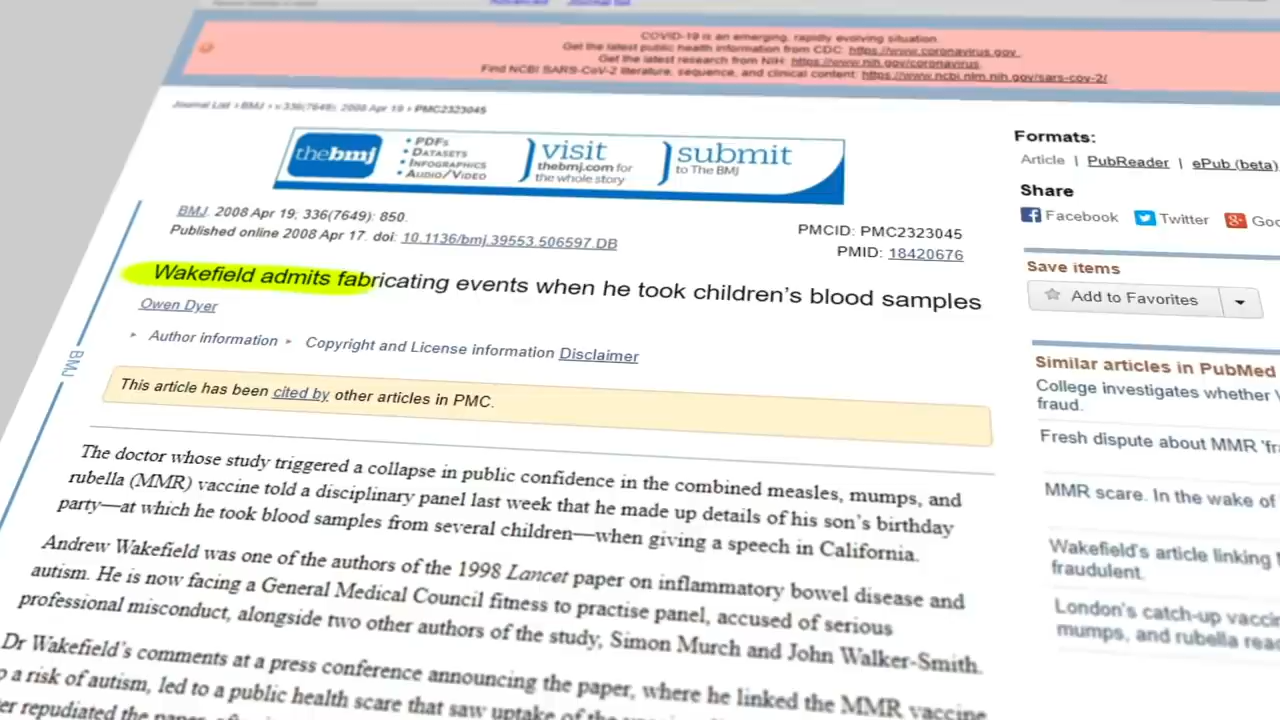 COVID-19 is an emerging, rapidly evolving situation.
Get the latest public health information from CDC: https://www.coronavirus.gov
Get the latest research from NIH: https://www.nih.gov/coronavirus
Find NCBI SARS-CoV-2 literature, sequence, and clinical content: https://www.ncbi.nlm.nih.gov/sars-cov-2/
Journal List > BMJ > v.336(7649); 2008 Apr 19 > PMC2323045
thebmj
• PDFs
• Datasets
• Infographics
• Audio/Video
visit
thebmj.com for
the whole story
submit
to The BMJ
BMJ. 2008 Apr 19; 336(7649): 850.
Published online 2008 Apr 17. doi: 10.1136/bmj.39553.506597.DB
PMCID: PMC2323045
PMID: 18420676
Wakefield admits fabricating events when he took children's blood samples
Owen Dyer
Author information Copyright and License information Disclaimer
This article has been cited by other articles in PMC.
The doctor whose study triggered a collapse in public confidence in the combined measles, mumps, and
rubella (MMR) vaccine told a disciplinary panel last week that he made up details of his son's birthday
party—at which he took blood samples from several children—when giving a speech in California.
Andrew Wakefield was one of the authors of the 1998 Lancet paper on inflammatory bowel disease and
autism. He is now facing a General Medical Council fitness to practise panel, accused of serious
professional misconduct, alongside two other authors of the study, Simon Murch and John Walker-Smith.
Dr Wakefield's comments at a press conference announcing the paper, where he linked the MMR vaccine
a risk of autism, led to a public health scare that saw uptake of the
repudiated the paper
BMJ
Formats:
Article | PubReader | ePub (beta)
Share
Facebook Twitter Goo
Save items
Add to Favorites
Similar articles in PubMed
College investigates whether
fraud.
Fresh dispute about MMR 'fr
MMR scare. In the wake of
Wakefield's article linking
fraudulent.
London's catch-up vacci
mumps, and rubella rea